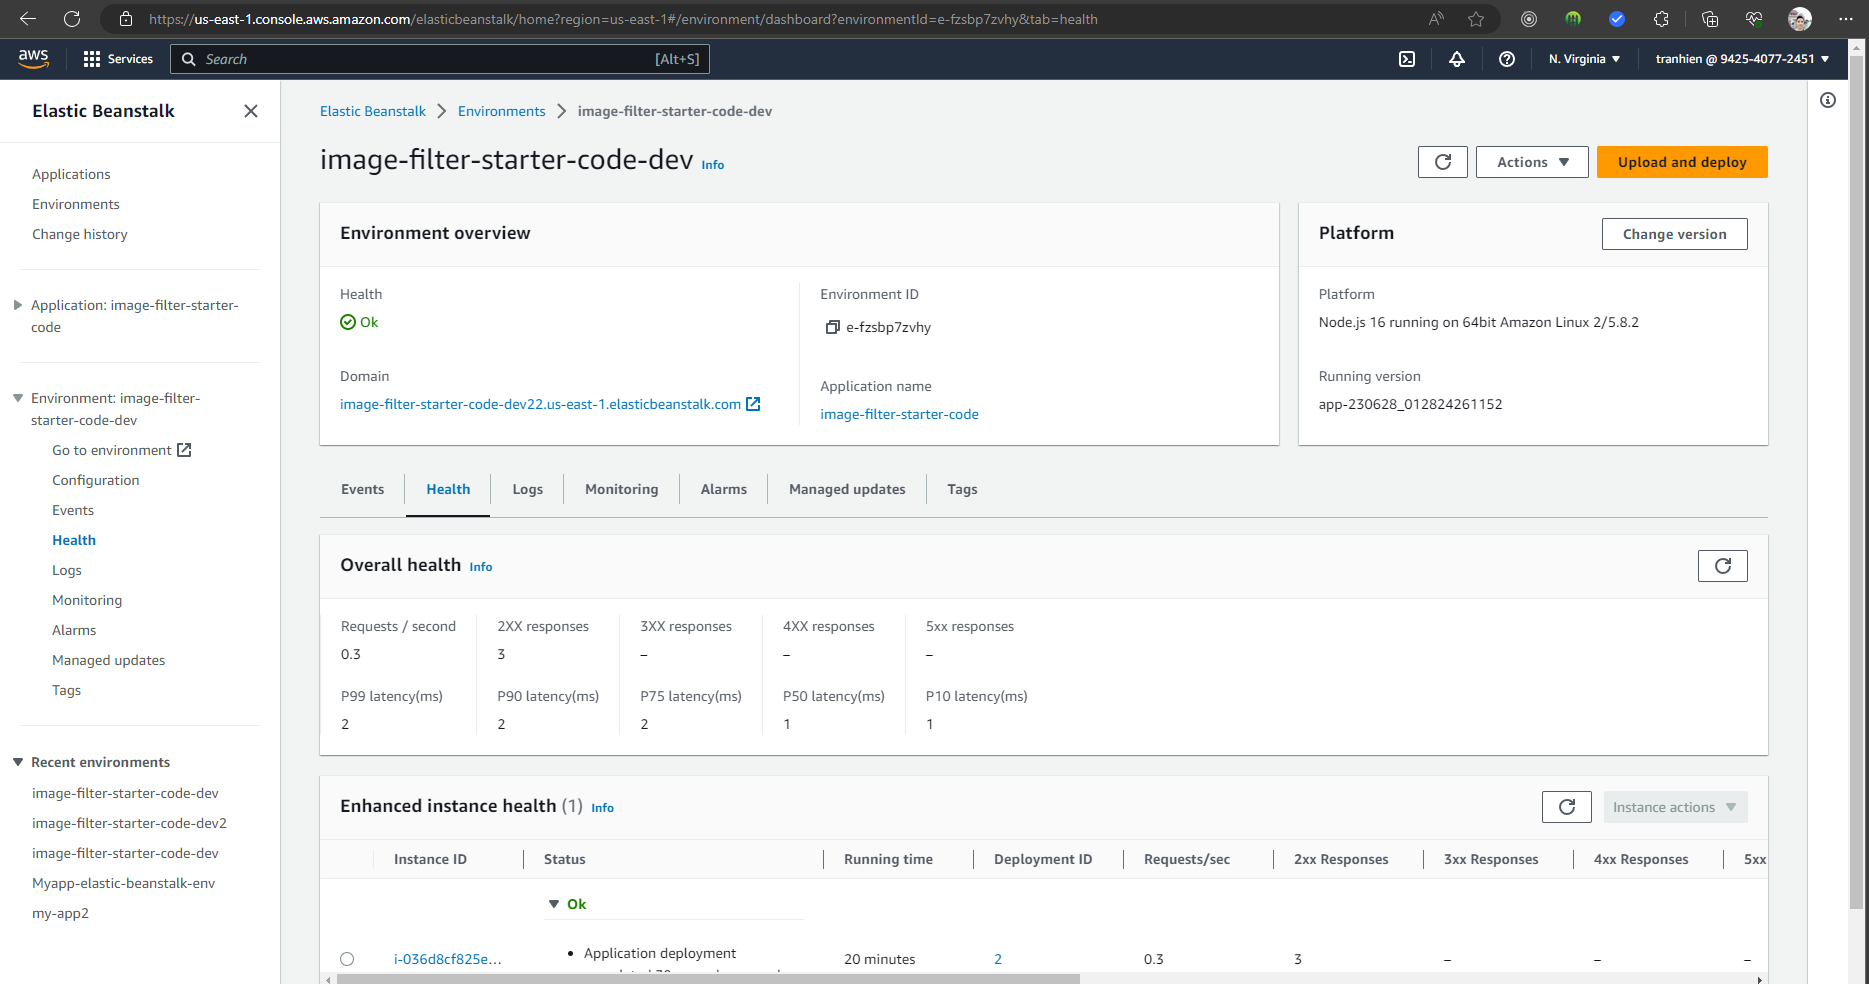 https://us-east-1.console.aws.amazon.com/elasticbeanstalk/home?region=us-east-1#/environment/dashboard?environmentId=e-fzsbp7zvhy&tab=health
aws
Services
Search
[Alt+S]
N. Virginia
tranhien @ 9425-4077-2451
Elastic Beanstalk
Applications
Environments
Change history
Application: image-filter-starter-
code
Environment: image-filter-
starter-code-dev
Go to environment
Configuration
Events
Health
Logs
Monitoring
Alarms
Managed updates
Tags
Recent environments
image-filter-starter-code-dev
image-filter-starter-code-dev2
image-filter-starter-code-dev
Myapp-elastic-beanstalk-env
my-app2
Elastic Beanstalk > Environments > image-filter-starter-code-dev
image-filter-starter-code-dev Info
Actions
Upload and deploy
Environment overview
Health
Ok
Domain
image-filter-starter-code-dev22.us-east-1.elasticbeanstalk.com
Environment ID
e-fzsbp7zvhy
Application name
image-filter-starter-code
Platform
Change version
Platform
Node.js 16 running on 64bit Amazon Linux 2/5.8.2
Running version
app-230628_012824261152
Events Health Logs Monitoring Alarms Managed updates Tags
Overall health Info
Requests / second 2XX responses 3XX responses 4XX responses 5xx responses
0.3 3 – – –
P99 latency(ms) P90 latency(ms) P75 latency(ms) P50 latency(ms) P10 latency(ms)
2 2 2 1 1
Enhanced instance health (1) Info
Instance actions
Instance ID Status Running time Deployment ID Requests/sec 2xx Responses 3xx Responses 4xx Responses 5xx
Ok
Application deployment
i-036d8cf825e... 20 minutes 2 0.3 3 – – –